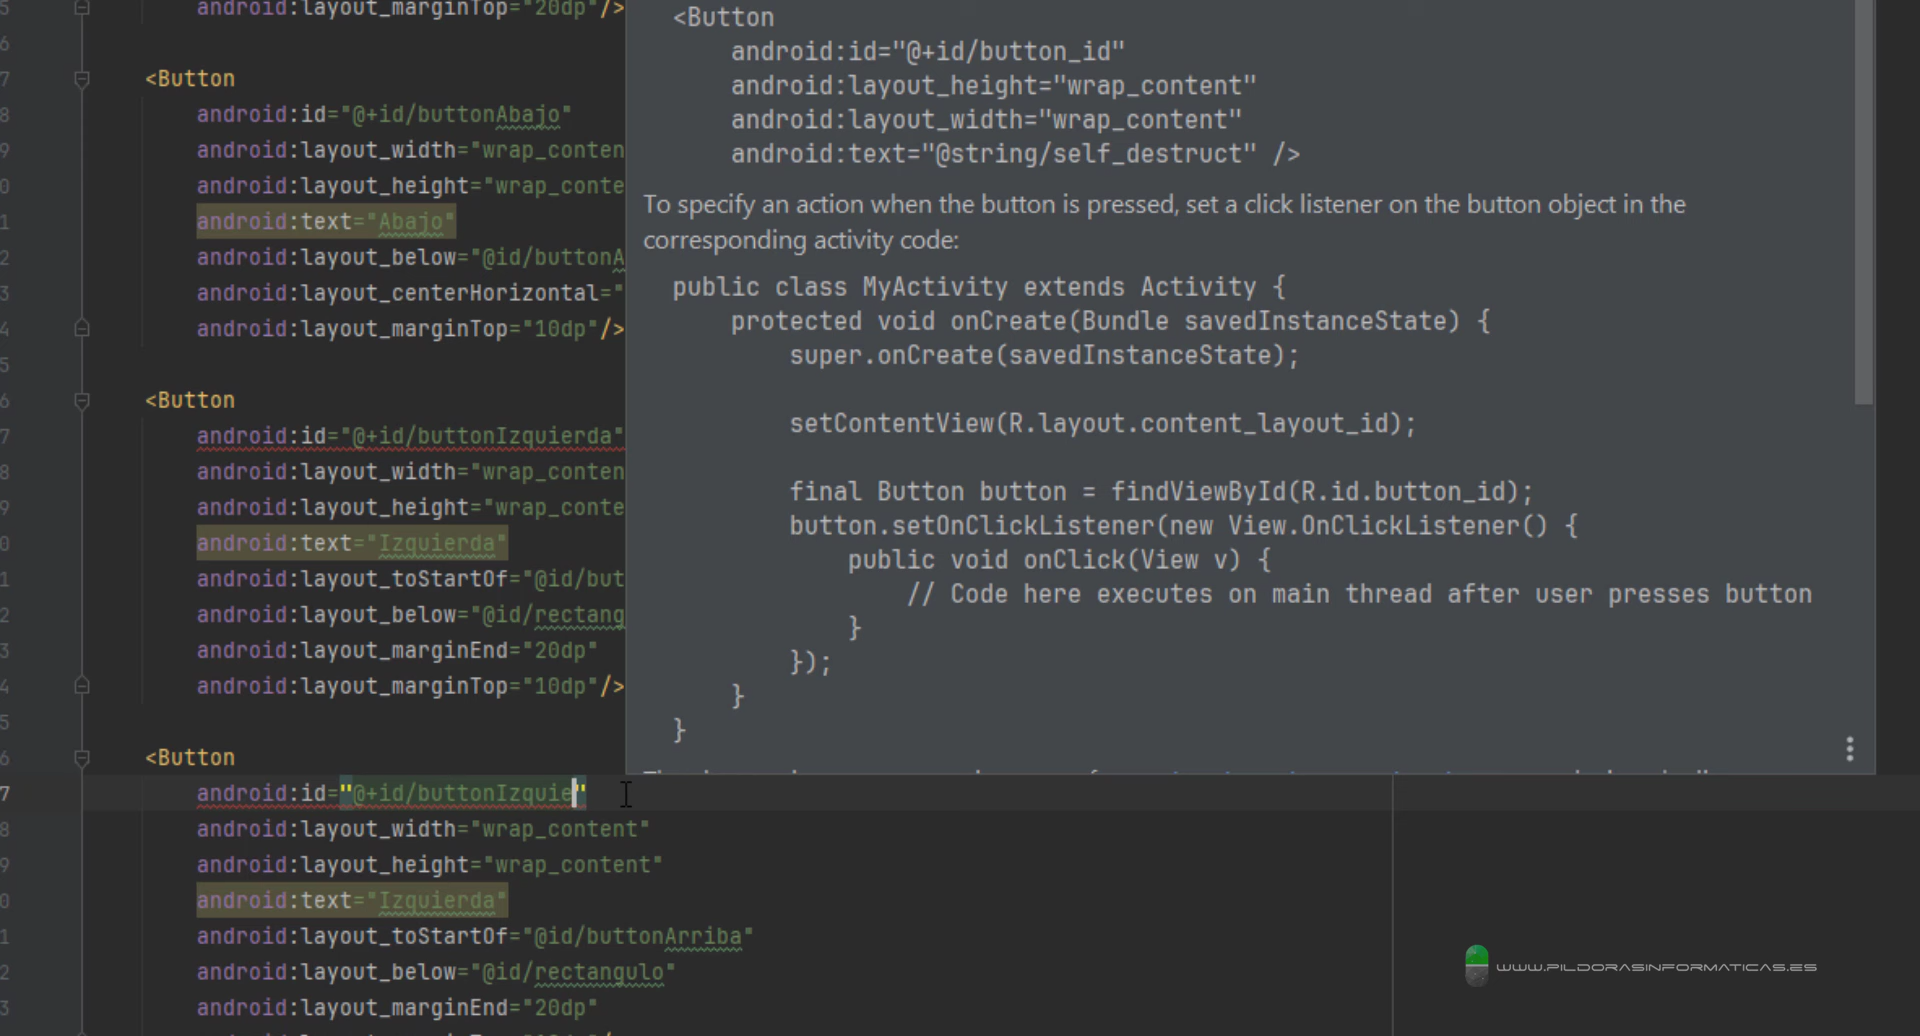 android:layout_marginTop="20dp"/>
<Button
android:id="@+id/buttonAbajo"
android:layout_width="wrap_conten
android:layout_height="wrap_conte
android:text="Abajo"
android:layout_below="@id/buttonA
android:layout_centerHorizontal="
android:layout_marginTop="10dp"/>
<Button
android:id="@+id/buttonIzquierda"
android:layout_width="wrap_conten
android:layout_height="wrap_conte
android:text="Izquierda"
android:layout_toStartOf="@id/but
android:layout_below="@id/rectang
android:layout_marginEnd="20dp"
android:layout_marginTop="10dp"/>
<Button
android:id="@+id/buttonIzquie"
android:layout_width="wrap_content"
android:layout_height="wrap_content"
android:text="Izquierda"
android:layout_toStartOf="@id/buttonArriba"
android:layout_below="@id/rectangulo"
android:layout_marginEnd="20dp"
<Button
android:id="@+id/button_id"
android:layout_height="wrap_content"
android:layout_width="wrap_content"
android:text="@string/self_destruct" />
To specify an action when the button is pressed, set a click listener on the button object in the
corresponding activity code:
public class MyActivity extends Activity {
protected void onCreate(Bundle savedInstanceState) {
super.onCreate(savedInstanceState);
setContentView(R.layout.content_layout_id);
final Button button = findViewById(R.id.button_id);
button.setOnClickListener(new View.OnClickListener() {
public void onClick(View v) {
// Code here executes on main thread after user presses button
}
});
}
}
WWW.PILDORASINFORMATICAS.ES